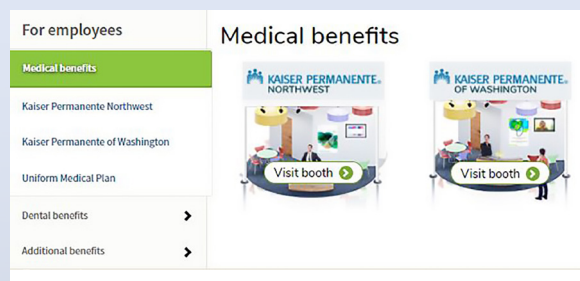 For employees
Medical benefits
Kaiser Permanente Northwest
Kaiser Permanente of Washington
Uniform Medical Plan
Dental benefits
Additional benefits
Medical benefits
KAISER PERMANENTE®
NORTHWEST
Visit booth
KAISER PERMANENTE®
OF WASHINGTON
Visit booth